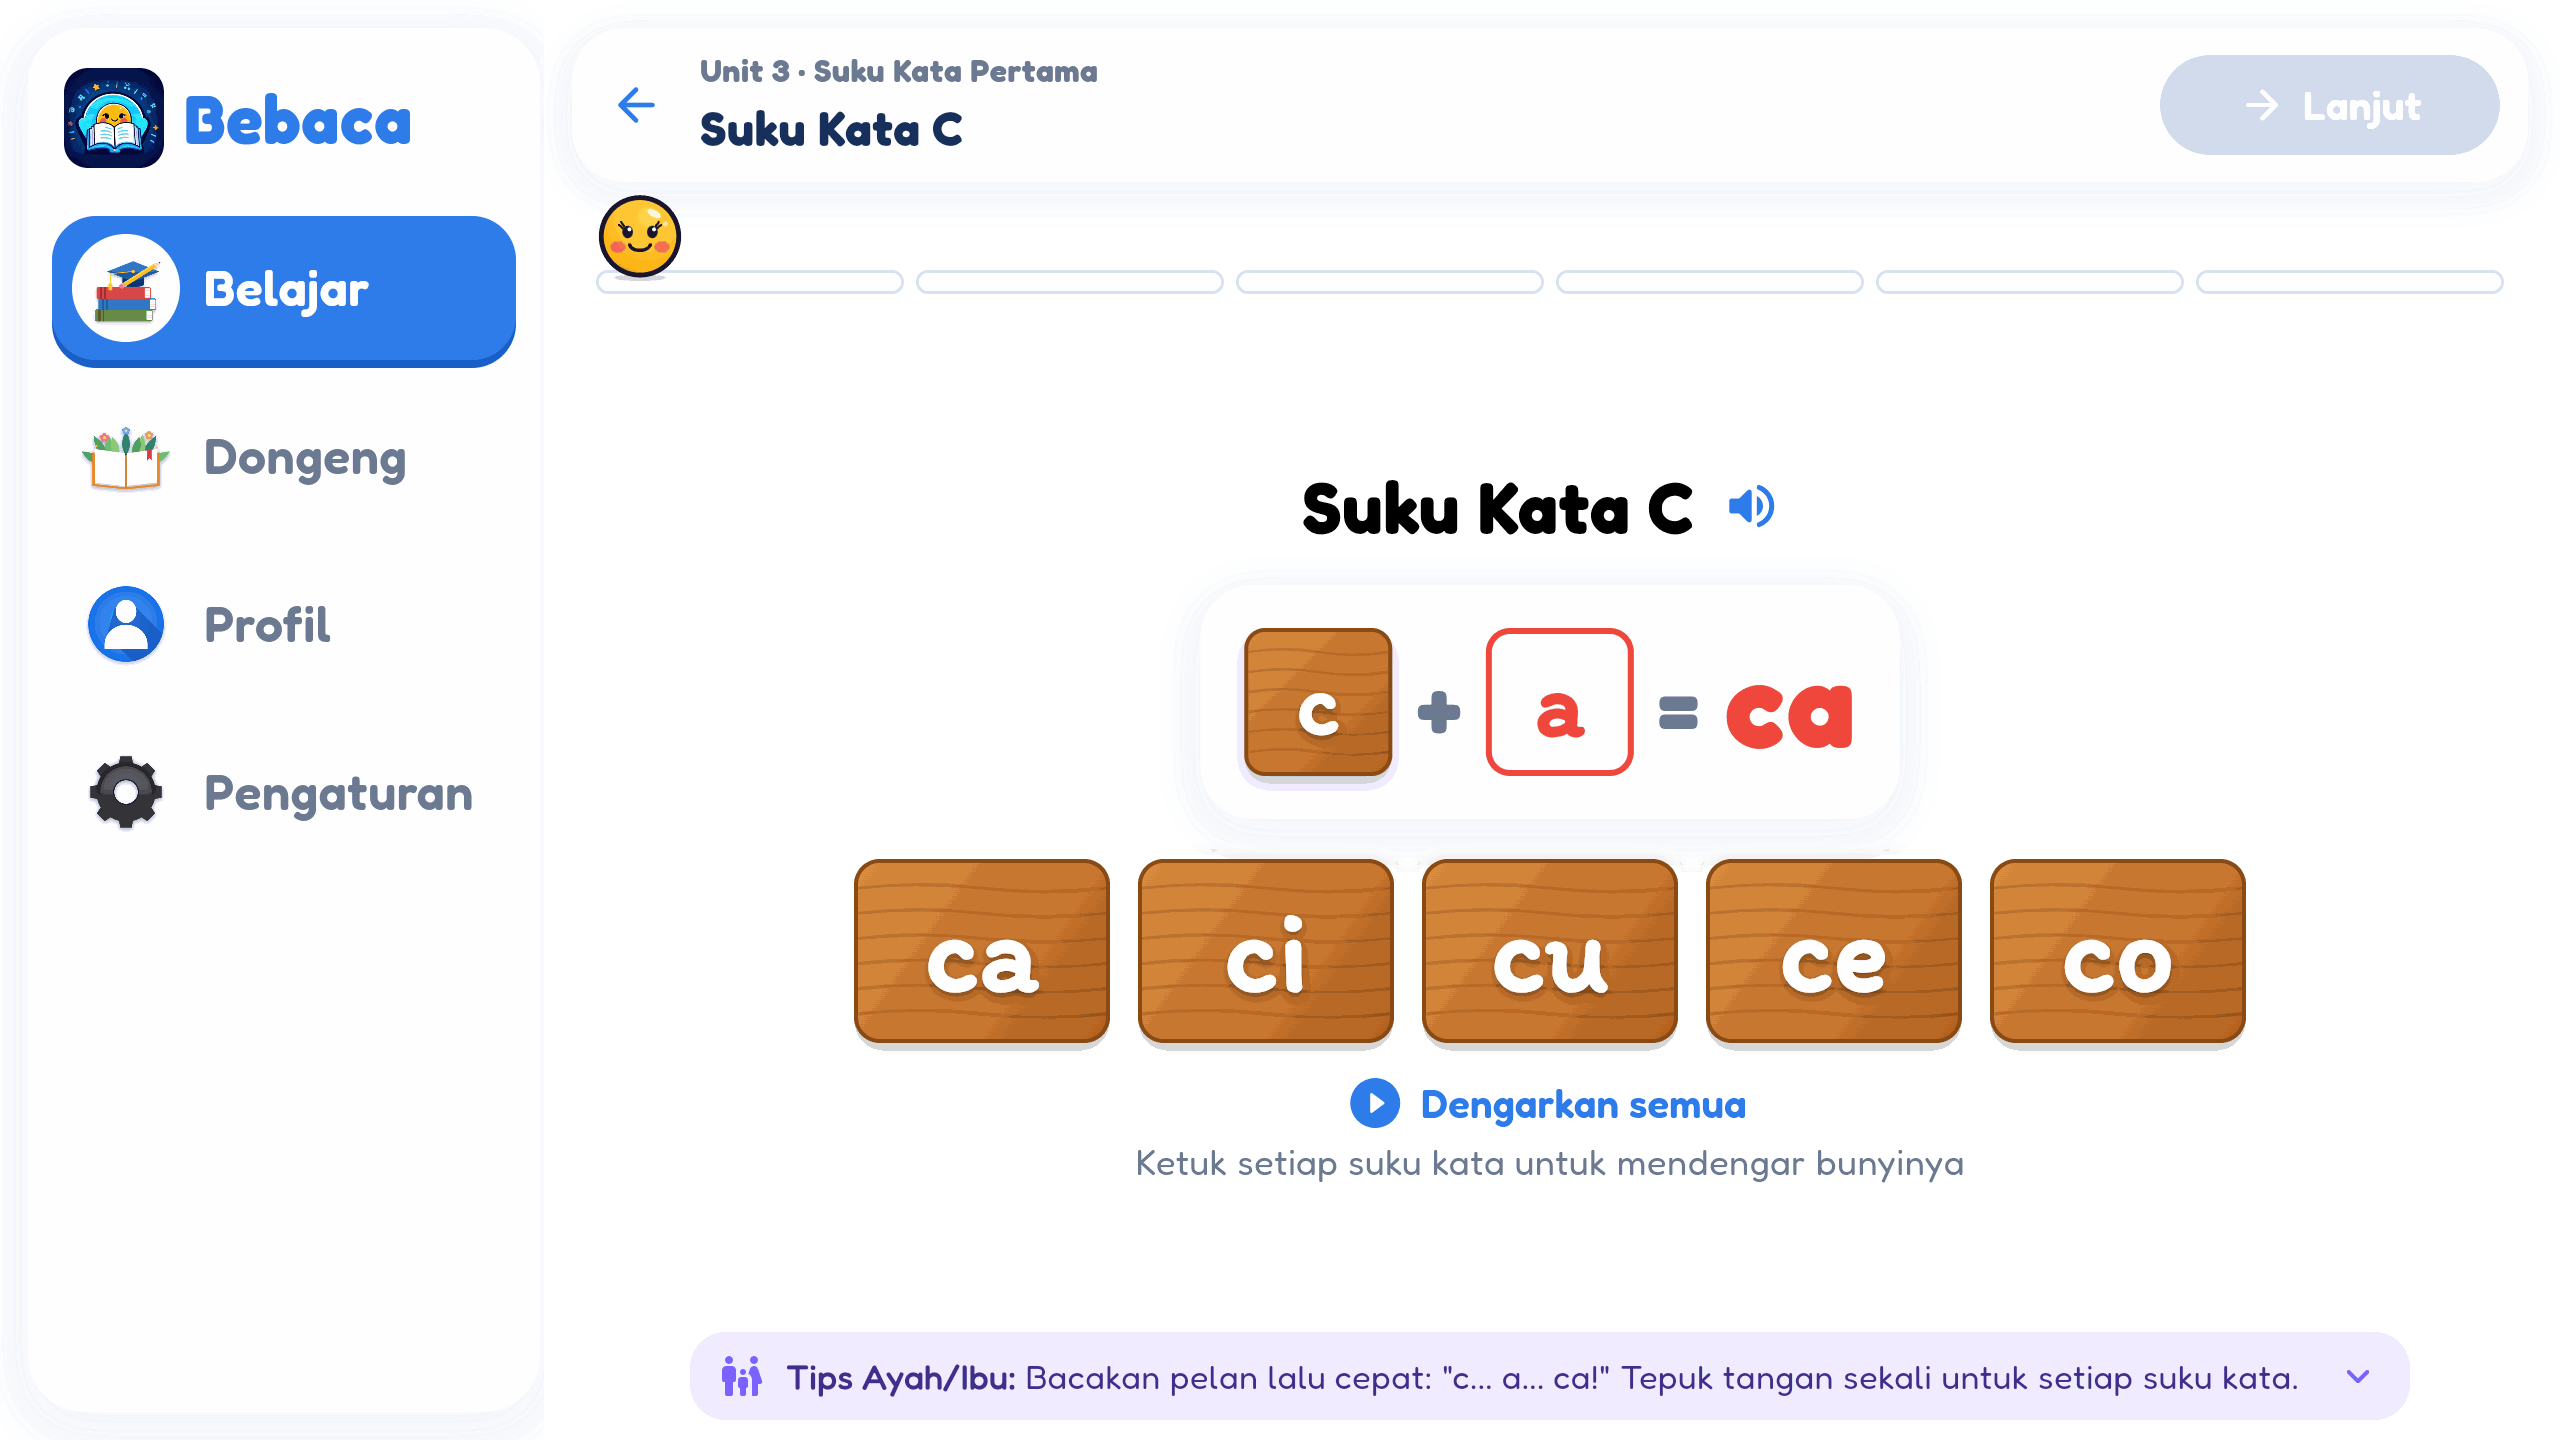 Bebaca
Belajar
Dongeng
Profil
Pengaturan
Unit 3 · Suku Kata Pertama
Suku Kata C
Lanjut
Suku Kata C
c + a = ca
ca ci cu ce co
Dengarkan semua
Ketuk setiap suku kata untuk mendengar bunyinya
Tips Ayah/Ibu: Bacakan pelan lalu cepat: "c... a... ca!" Tepuk tangan sekali untuk setiap suku kata.